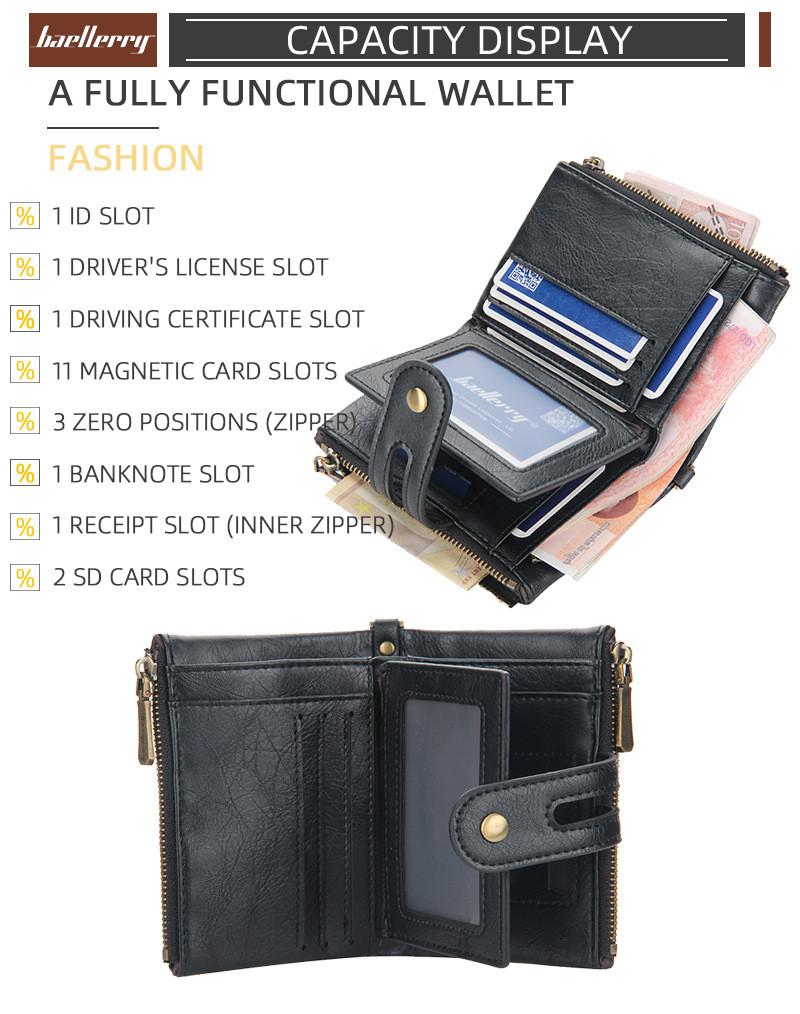 baellerry
CAPACITY DISPLAY
A FULLY FUNCTIONAL WALLET
FASHION
% 1 ID SLOT
% 1 DRIVER'S LICENSE SLOT
% 1 DRIVING CERTIFICATE SLOT
% 11 MAGNETIC CARD SLOTS
% 3 ZERO POSITIONS (ZIPPER)
% 1 BANKNOTE SLOT
% 1 RECEIPT SLOT (INNER ZIPPER)
% 2 SD CARD SLOTS
baellerry®